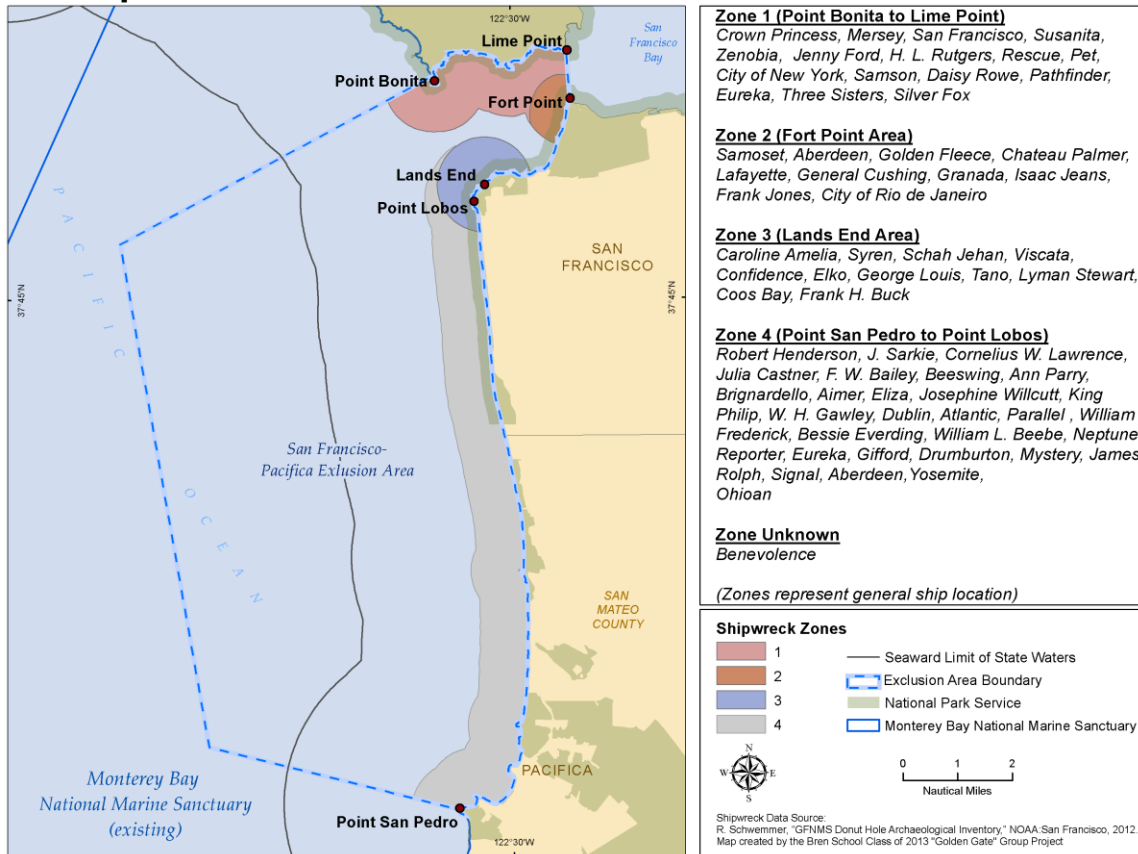 122°30'W
Lime Point
San
Francisco
Bay
Point Bonita
Fort Point
Lands End
Point Lobos
PACIFIC
OCEAN
SAN
FRANCISCO
37°45'N
37°45'N
San Francisco-
Pacifica Exlusion Area
SAN
MATEO
COUNTY
Monterey Bay
National Marine Sanctuary
(existing)
PACIFICA
Point San Pedro
122°30'W
Zone 1 (Point Bonita to Lime Point)
Crown Princess, Mersey, San Francisco, Susanita,
Zenobia, Jenny Ford, H. L. Rutgers, Rescue, Pet,
City of New York, Samson, Daisy Rowe, Pathfinder,
Eureka, Three Sisters, Silver Fox
Zone 2 (Fort Point Area)
Samoset, Aberdeen, Golden Fleece, Chateau Palmer,
Lafayette, General Cushing, Granada, Isaac Jeans,
Frank Jones, City of Rio de Janeiro
Zone 3 (Lands End Area)
Caroline Amelia, Syren, Schah Jehan, Viscata,
Confidence, Elko, George Louis, Tano, Lyman Stewart,
Coos Bay, Frank H. Buck
Zone 4 (Point San Pedro to Point Lobos)
Robert Henderson, J. Sarkie, Cornelius W. Lawrence,
Julia Castner, F. W. Bailey, Beeswing, Ann Parry,
Brignardello, Aimer, Eliza, Josephine Willcutt, King
Philip, W. H. Gawley, Dublin, Atlantic, Parallel , William
Frederick, Bessie Everding, William L. Beebe, Neptune
Reporter, Eureka, Gifford, Drumburton, Mystery, James
Rolph, Signal, Aberdeen,Yosemite,
Ohioan
Zone Unknown
Benevolence
(Zones represent general ship location)
Shipwreck Zones
1
2
3
4
Seaward Limit of State Waters
Exclusion Area Boundary
National Park Service
Monterey Bay National Marine Sanctuary
N
W E
S
0 1 2
Nautical Miles
Shipwreck Data Source:
R. Schwemmer, "GFNMS Donut Hole Archaeological Inventory," NOAA:San Francisco, 2012.
Map created by the Bren School Class of 2013 "Golden Gate" Group Project